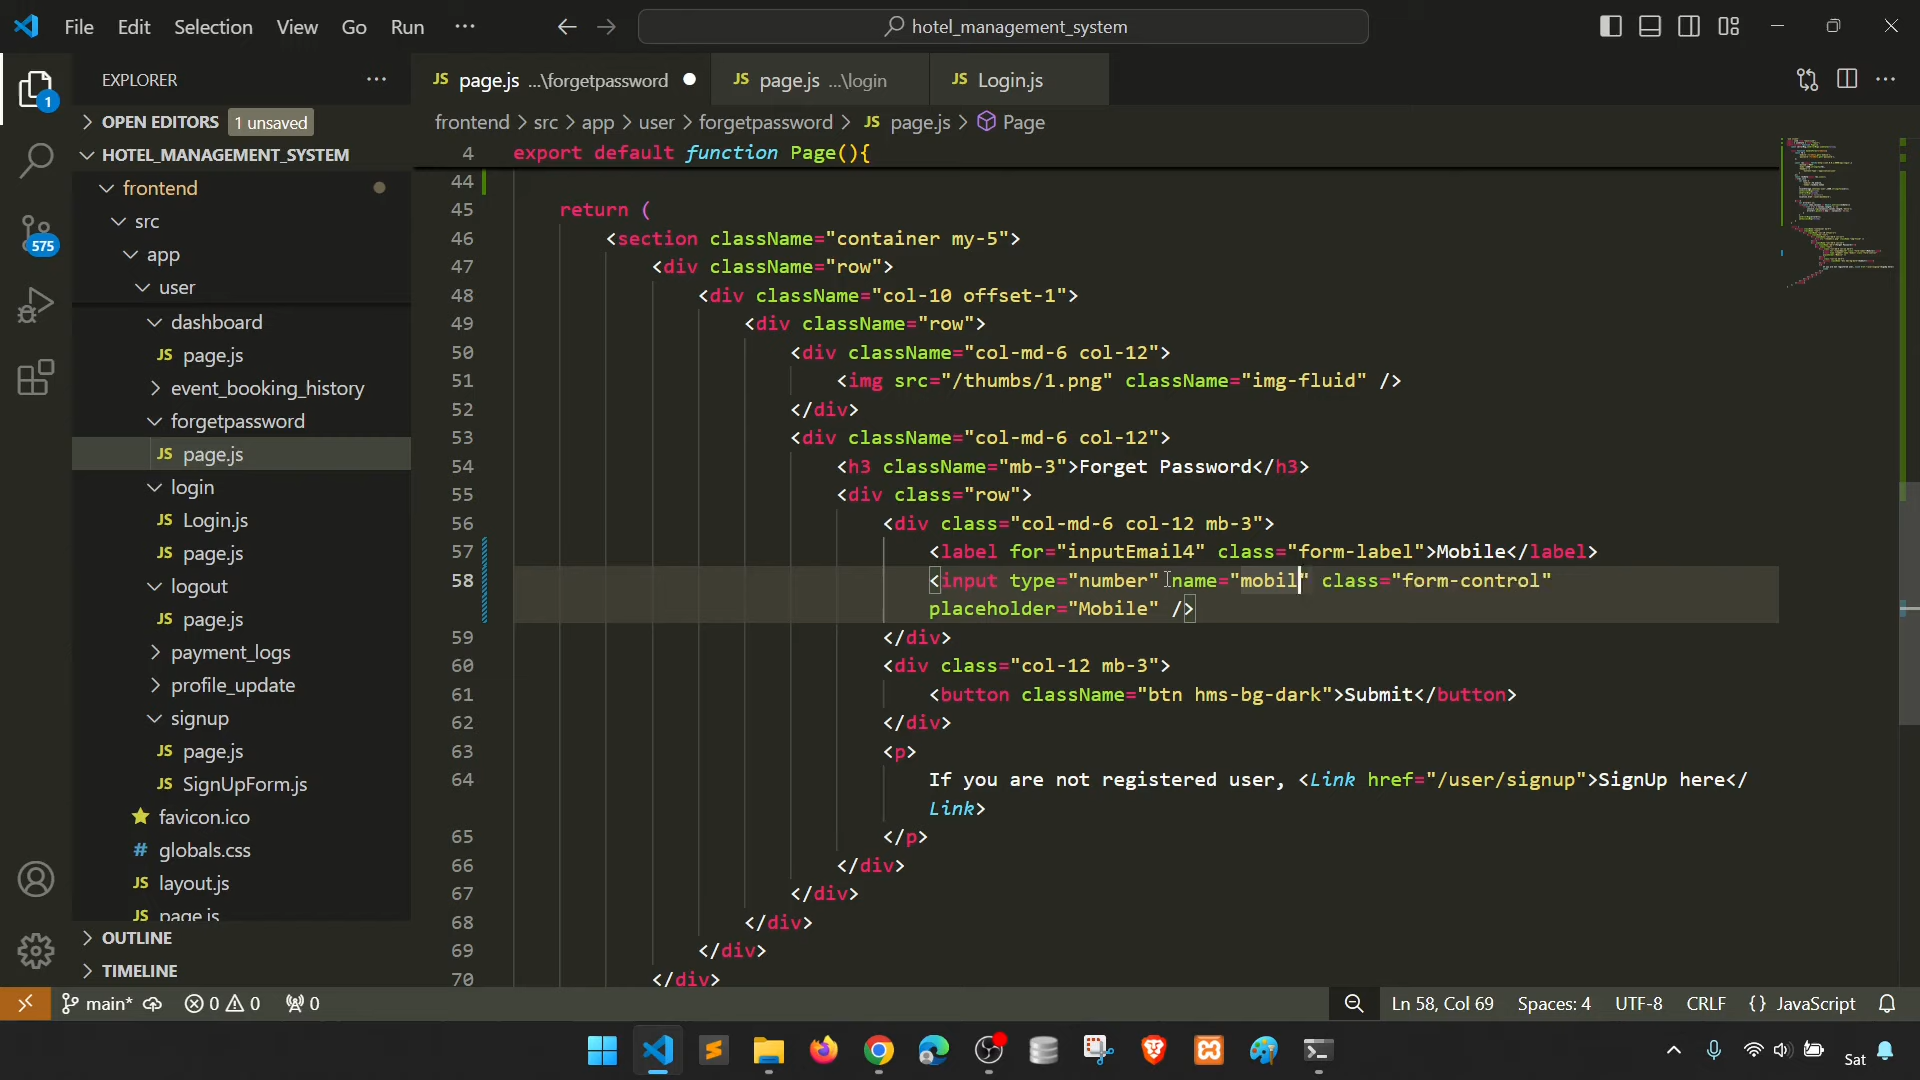 File Edit Selection View Go Run ···
hotel_management_system
EXPLORER
page.js ...\forgetpassword
page.js ...\login
Login.js
OPEN EDITORS 1 unsaved
HOTEL_MANAGEMENT_SYSTEM
frontend
src
app
user
dashboard
page.js
event_booking_history
forgetpassword
page.js
login
Login.js
page.js
logout
page.js
payment_logs
profile_update
signup
page.js
SignUpForm.js
favicon.ico
globals.css
layout.js
page.js
OUTLINE
TIMELINE
1
575
frontend > src > app > user > forgetpassword > JS page.js > Page
4 export default function Page(){
44
45 return (
46 <section className="container my-5">
47 <div className="row">
48 <div className="col-10 offset-1">
49 <div className="row">
50 <div className="col-md-6 col-12">
51 <img src="/thumbs/1.png" className="img-fluid" />
52 </div>
53 <div className="col-md-6 col-12">
54 <h3 className="mb-3">Forget Password</h3>
55 <div class="row">
56 <div class="col-md-6 col-12 mb-3">
57 <label for="inputEmail4" class="form-label">Mobile</label>
58 <input type="number" name="mobil" class="form-control"
placeholder="Mobile" />
59 </div>
60 <div class="col-12 mb-3">
61 <button className="btn hms-bg-dark">Submit</button>
62 </div>
63 <p>
64 If you are not registered user, <Link href="/user/signup">SignUp here</
Link>
65 </p>
66 </div>
67 </div>
68 </div>
69 </div>
70 </div>
main* 0 0 0
Ln 58, Col 69 Spaces: 4 UTF-8 CRLF {} JavaScript
Sat